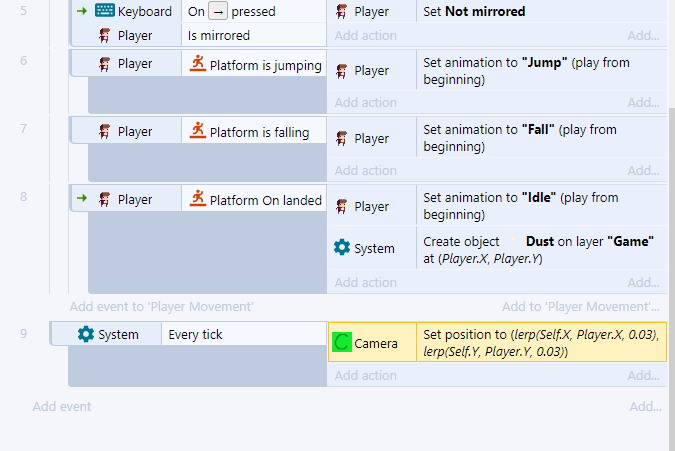 5 Keyboard On → pressed Player Set Not mirrored
Player Is mirrored Add action Add...
6 Player Platform is jumping Player Set animation to "Jump" (play from
beginning)
Add action Add...
7 Player Platform is falling Player Set animation to "Fall" (play from
beginning)
Add action Add...
8 Player Platform On landed Player Set animation to "Idle" (play from
beginning)
System Create object Dust on layer "Game"
at (Player.X, Player.Y)
Add action Add...
Add event to 'Player Movement' Add to 'Player Movement'...
9 System Every tick C Camera Set position to (lerp(Self.X, Player.X, 0.03),
lerp(Self.Y, Player.Y, 0.03))
Add action Add...
Add event Add...